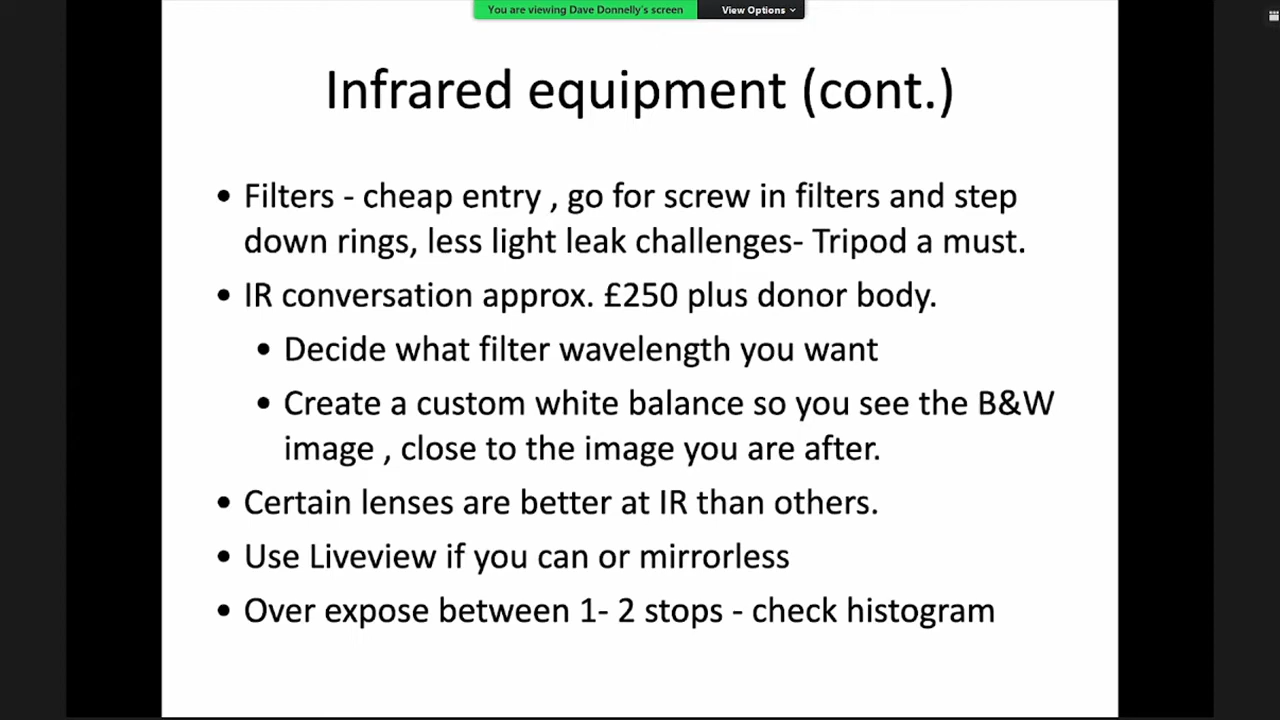 You are viewing Dave Donnelly's screen
View Options
Infrared equipment (cont.)
• Filters - cheap entry , go for screw in filters and step
down rings, less light leak challenges- Tripod a must.
• IR conversation approx. £250 plus donor body.
• Decide what filter wavelength you want
• Create a custom white balance so you see the B&W
image , close to the image you are after.
• Certain lenses are better at IR than others.
• Use Liveview if you can or mirrorless
• Over expose between 1- 2 stops - check histogram